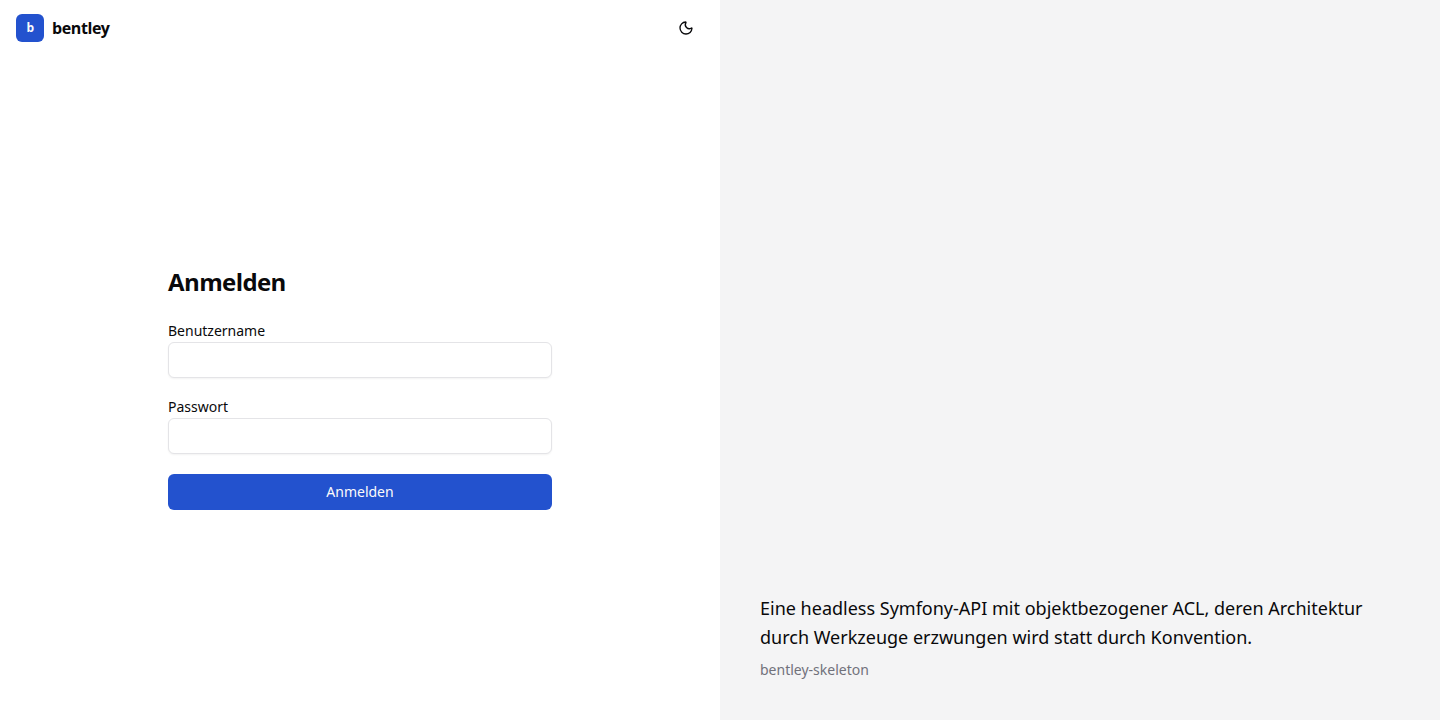 b bentley
Anmelden
Benutzername
Passwort
Anmelden
Eine headless Symfony-API mit objektbezogener ACL, deren Architektur
durch Werkzeuge erzwungen wird statt durch Konvention.
bentley-skeleton